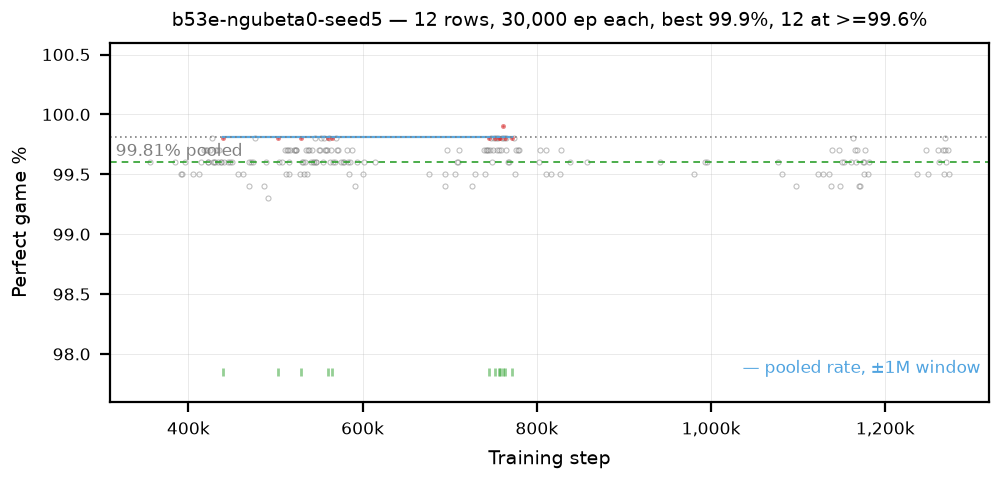 b53e-ngubeta0-seed5 — 12 rows, 30,000 ep each, best 99.9%, 12 at >=99.6%
100.5
100.0
99.81% pooled
99.5
99.0
98.5
98.0
Perfect game %
— pooled rate, ±1M window
400k
600k
800k
1,000k
1,200k
Training step